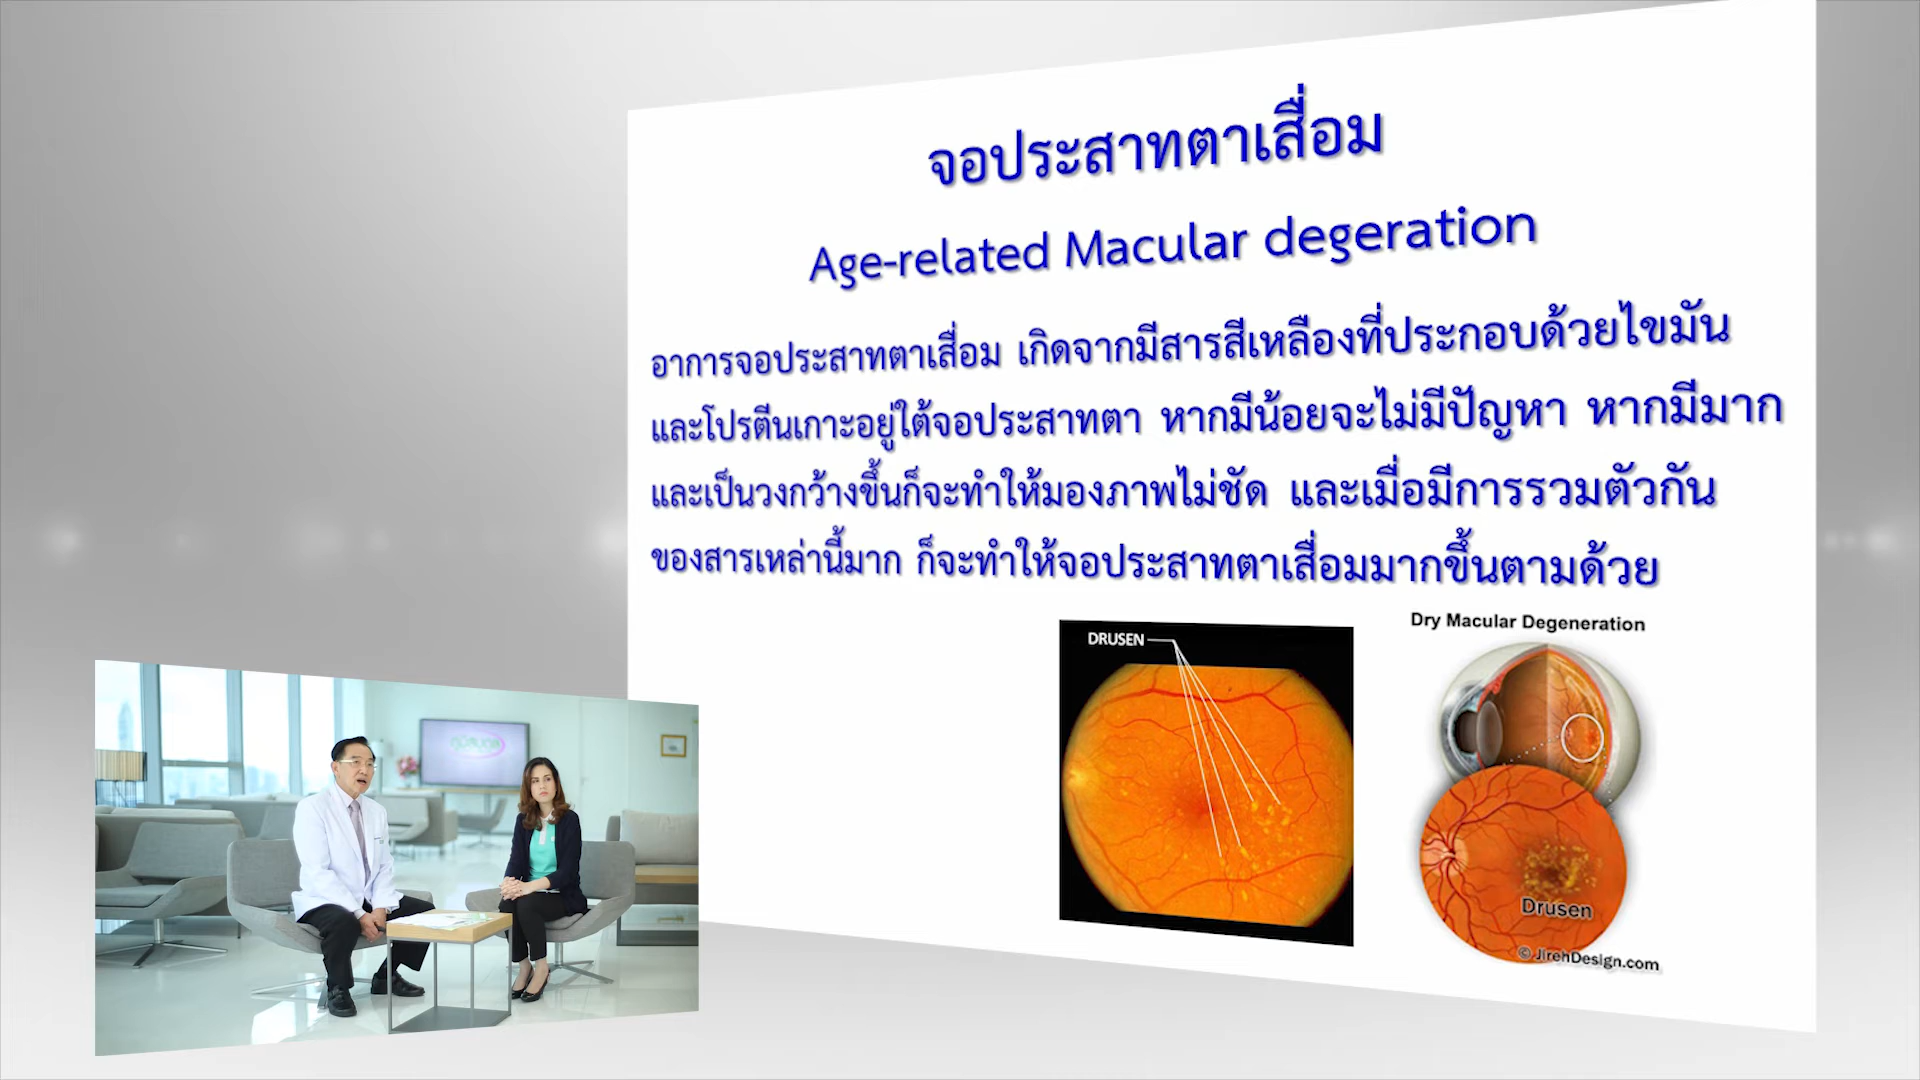 จอประสาทตาเสื่อม
Age-related Macular degeration
อาการจอประสาทตาเสื่อม เกิดจากมีสารสีเหลืองที่ประกอบด้วยไขมัน
และโปรตีนเกาะอยู่ใต้จอประสาทตา หากมีน้อยจะไม่มีปัญหา หากมีมาก
และเป็นวงกว้างขึ้นก็จะทำให้มองภาพไม่ชัด และเมื่อมีการรวมตัวกัน
ของสารเหล่านี้มาก ก็จะทำให้จอประสาทตาเสื่อมมากขึ้นตามด้วย
DRUSEN
Dry Macular Degeneration
Drusen
© JirehDesign.com